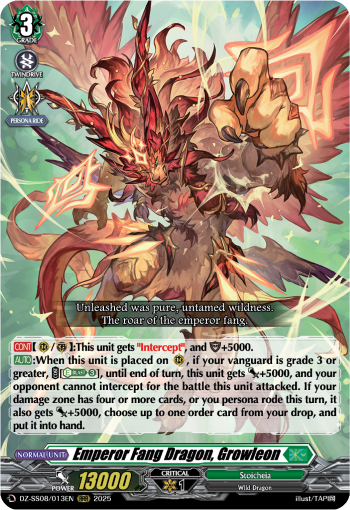 3
GRADE
TWINDRIVE
PERSONA RIDE
Unleashed was pure, untamed wildness.
The roar of the emperor fang.
CONT【 / 】:This unit gets "Intercept", and +5000.
AUTO:When this unit is placed on , if your vanguard is grade 3 or
greater, , until end of turn, this unit gets +5000, and your
opponent cannot intercept for the battle this unit attacked. If your
damage zone has four or more cards, or you persona rode this turn, it
also gets +5000, choose up to one order card from your drop, and
put it into hand.
〈NORMAL UNIT〉 Emperor Fang Dragon, Growleon
POWER 13000 CRITICAL 1 Stoicheia
Wild Dragon
DZ-SS08/013EN RRR 2025 illust/TAPI岡